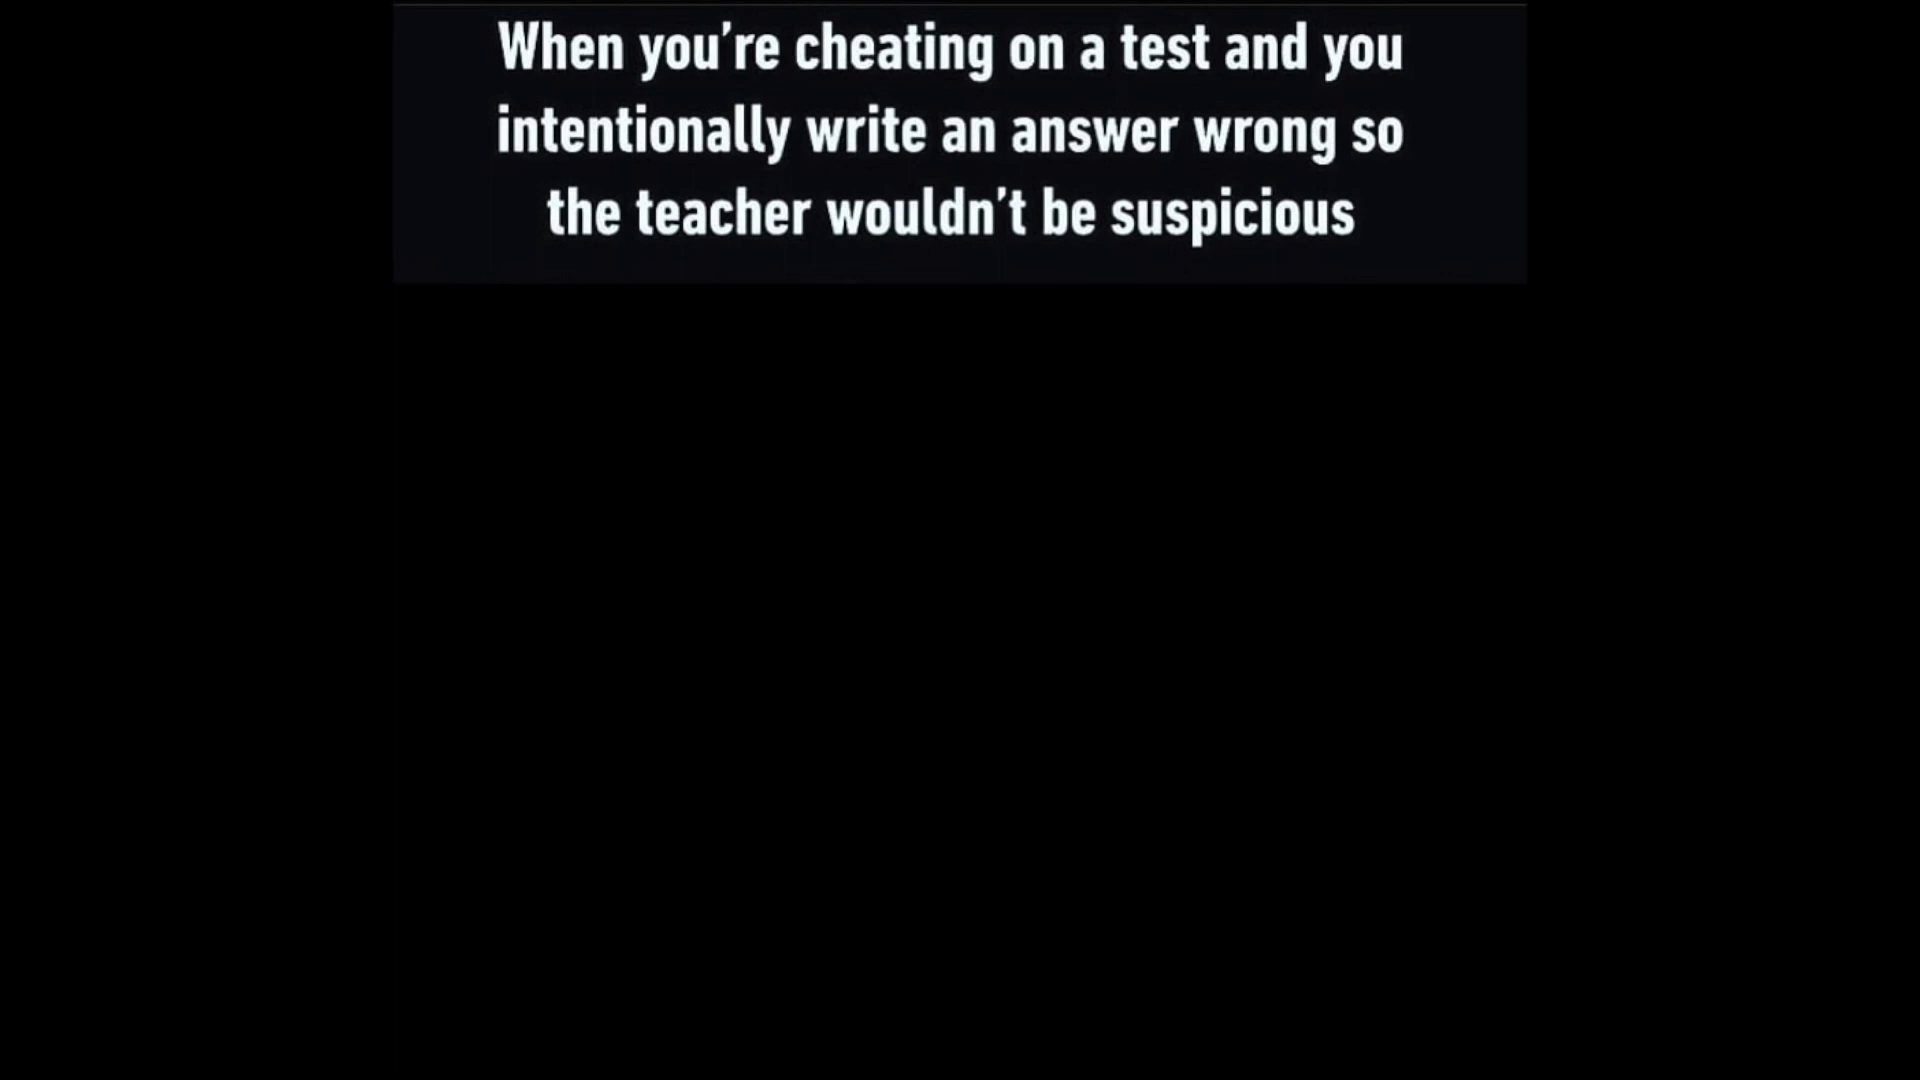 When you’re cheating on a test and you
intentionally write an answer wrong so
the teacher wouldn’t be suspicious